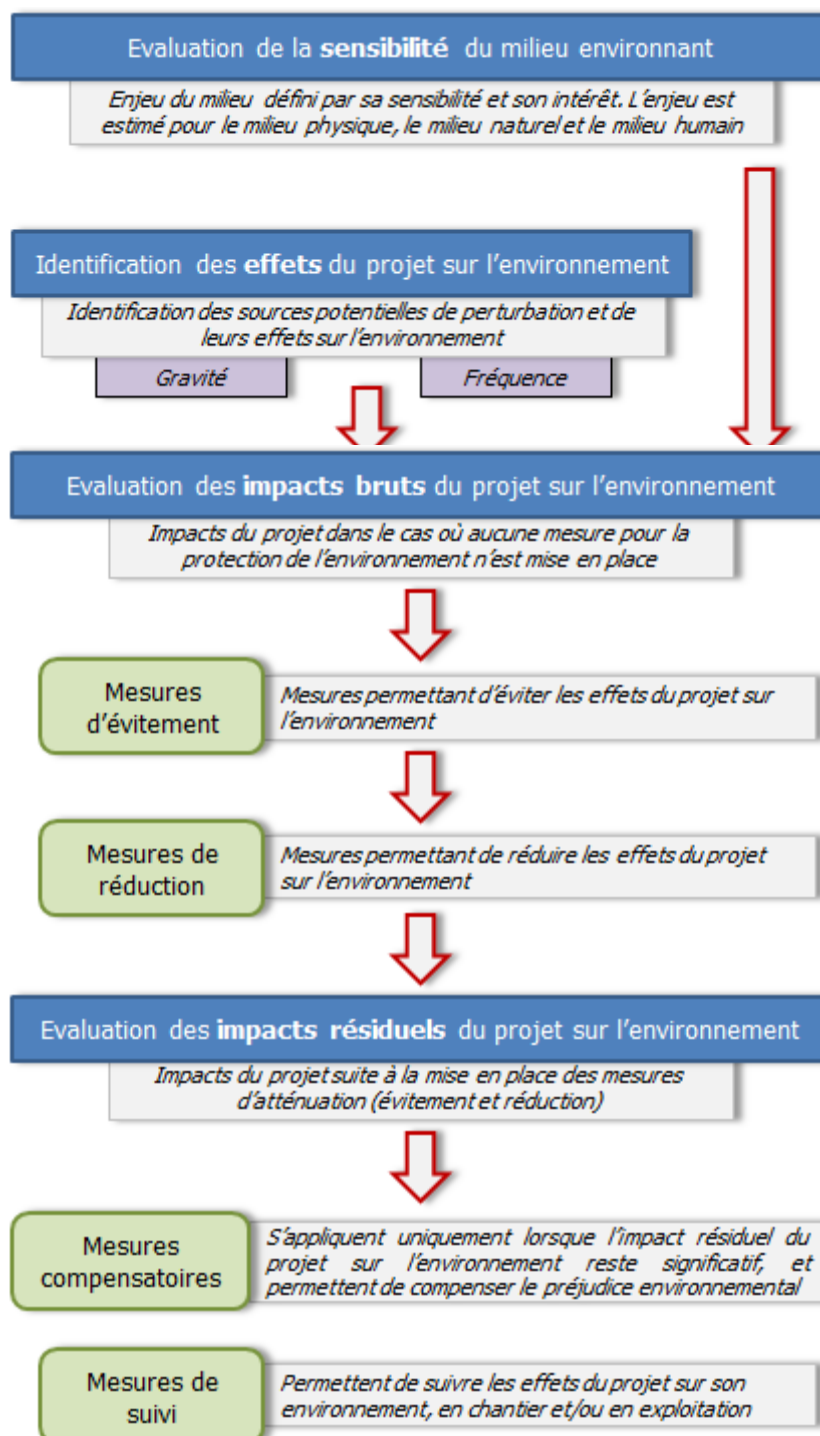 Evaluation de la sensibilité du milieu environnant
Enjeu du milieu défini par sa sensibilité et son intérêt. L'enjeu est
estimé pour le milieu physique, le milieu naturel et le milieu humain
Identification des effets du projet sur l'environnement
Identification des sources potentielles de perturbation et de
leurs effets sur l'environnement
Gravité
Fréquence
Evaluation des impacts bruts du projet sur l'environnement
Impacts du projet dans le cas où aucune mesure pour la
protection de l'environnement n'est mise en place
Mesures
d'évitement
Mesures permettant d'éviter les effets du projet sur
l'environnement
Mesures de
réduction
Mesures permettant de réduire les effets du projet
sur l'environnement
Evaluation des impacts résiduels du projet sur l'environnement
Impacts du projet suite à la mise en place des mesures
d'atténuation (évitement et réduction)
Mesures
compensatoires
S'appliquent uniquement lorsque l'impact résiduel du
projet sur l'environnement reste significatif, et
permettent de compenser le préjudice environnemental
Mesures de
suivi
Permettent de suivre les effets du projet sur son
environnement, en chantier et/ou en exploitation